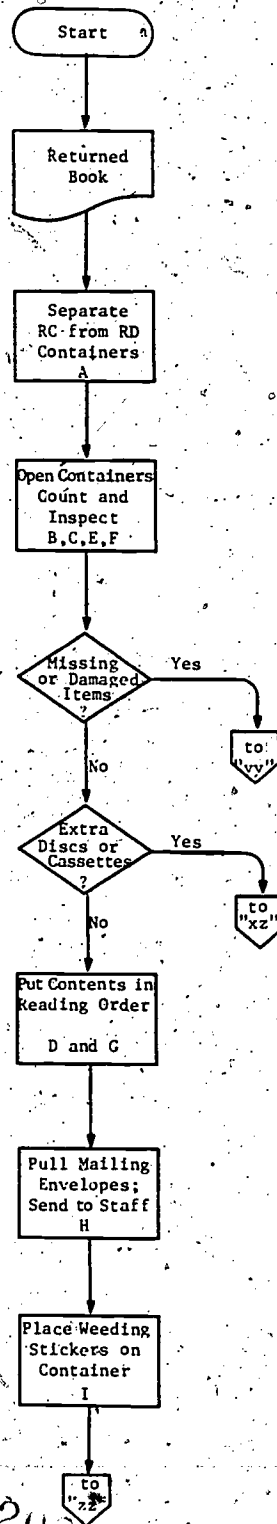 Start
Returned
Book
Separate
RC from RD
Containers
A
Open Containers
Count and
Inspect
B,C,E,F
Missing
or Damaged
Items
?
Yes
to
"vv"
No
Extra
Discs or
Cassettes
?
Yes
to
"xz"
No
Put Contents in
Reading Order
D and G
Pull Mailing
Envelopes;
Send to Staff
H
Place Weeding
Stickers on
Container
I
to
"zz"